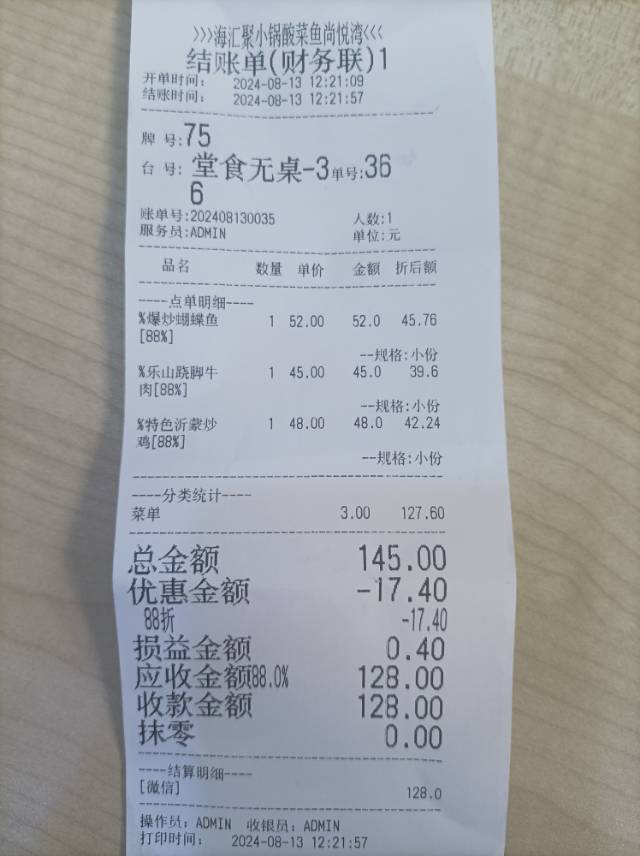 >>>海汇聚小锅酸菜鱼尚悦湾<<<
结账单(财务联)1
开单时间: 2024-08-13 12:21:09
结账时间: 2024-08-13 12:21:57
牌 号:75
台 号: 堂食无桌-3单号:36
6
账单号:202408130035 人数:1
服务员:ADMIN 单位:元
品名 数量 单价 金额 折后额
----点单明细----
%爆炒蝴蝶鱼 1 52.00 52.0 45.76
[88%]
--规格:小份
%乐山跷脚牛 1 45.00 45.0 39.6
肉[88%]
--规格:小份
%特色沂蒙炒 1 48.00 48.0 42.24
鸡[88%]
--规格:小份
----分类统计----
菜单 3.00 127.60
总金额 145.00
优惠金额 -17.40
88折 -17.40
损益金额 0.40
应收金额88.0% 128.00
收款金额 128.00
抹零 0.00
----结算明细----
[微信] 128.0
操作员: ADMIN 收银员: ADMIN
打印时间: 2024-08-13 12:21:57